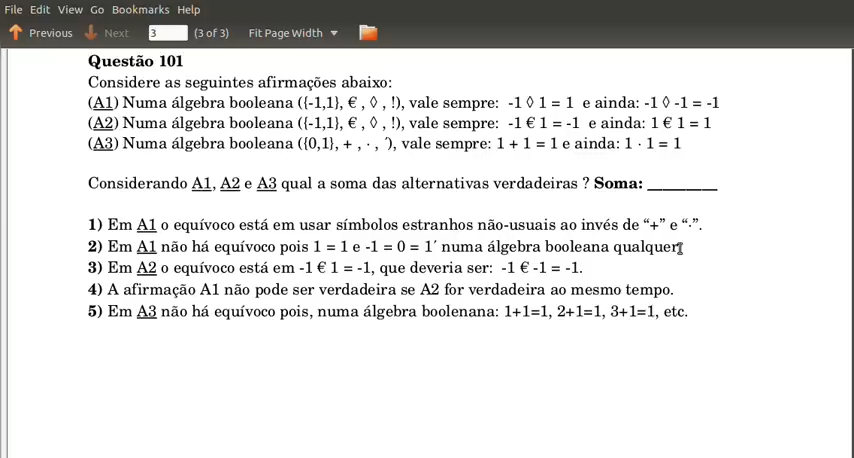 File Edit View Go Bookmarks Help
Previous Next 3 (3 of 3) Fit Page Width
Questão 101
Considere as seguintes afirmações abaixo:
(A1) Numa álgebra booleana ({-1,1}, € , ◊ , !), vale sempre: -1 ◊ 1 = 1 e ainda: -1 ◊ -1 = -1
(A2) Numa álgebra booleana ({-1,1}, € , ◊ , !), vale sempre: -1 € 1 = -1 e ainda: 1 € 1 = 1
(A3) Numa álgebra booleana ({0,1}, + , · , ´), vale sempre: 1 + 1 = 1 e ainda: 1 · 1 = 1
Considerando A1, A2 e A3 qual a soma das alternativas verdadeiras ? Soma: _________
1) Em A1 o equívoco está em usar símbolos estranhos não-usuais ao invés de “+” e “·”.
2) Em A1 não há equívoco pois 1 = 1 e -1 = 0 = 1´ numa álgebra booleana qualquer
3) Em A2 o equívoco está em -1 € 1 = -1, que deveria ser: -1 € -1 = -1.
4) A afirmação A1 não pode ser verdadeira se A2 for verdadeira ao mesmo tempo.
5) Em A3 não há equívoco pois, numa álgebra boolenana: 1+1=1, 2+1=1, 3+1=1, etc.